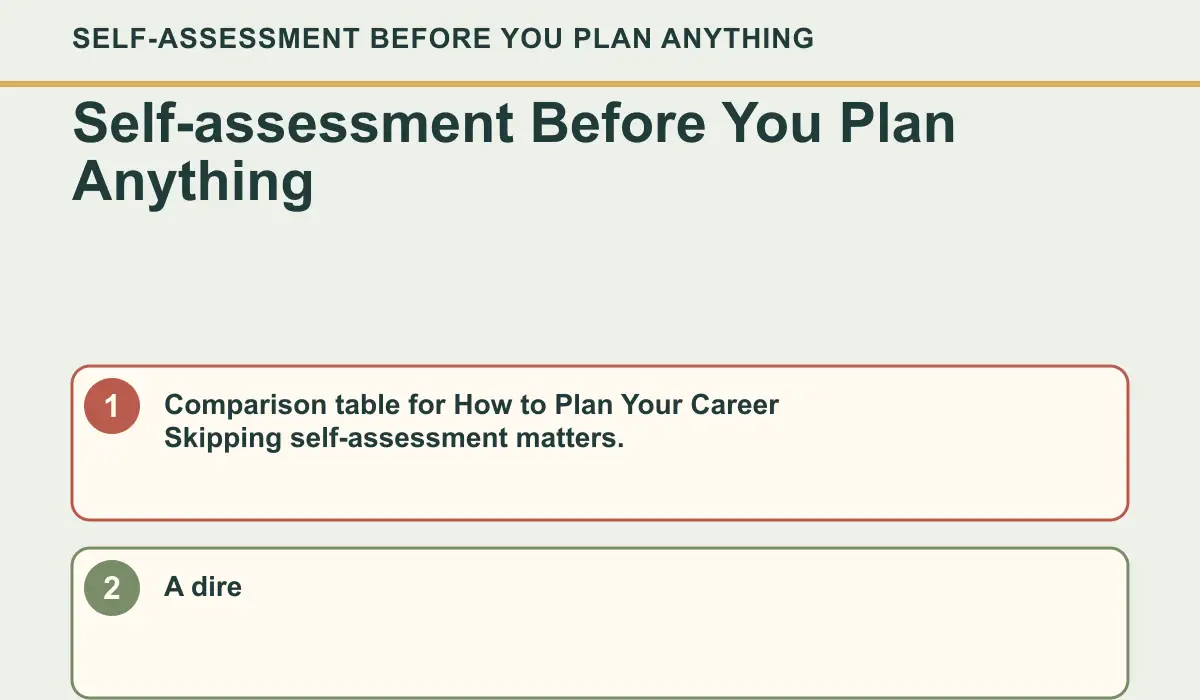 SELF-ASSESSMENT BEFORE YOU PLAN ANYTHING
Self-assessment Before You Plan
Anything
1
Comparison table for How to Plan Your Career
Skipping self-assessment matters.
2
A dire